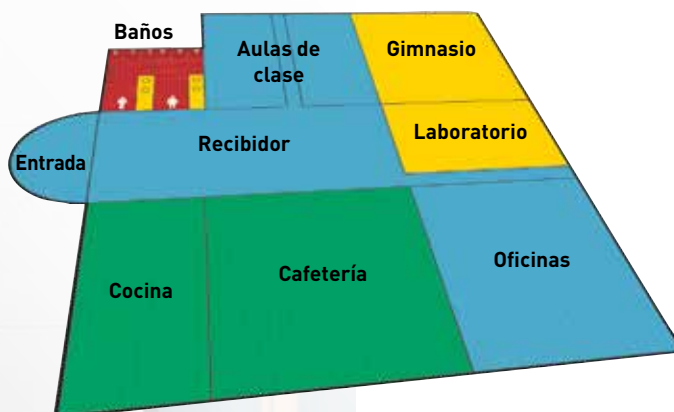 Baños
Aulas de
clase
Gimnasio
Entrada
Recibidor
Laboratorio
Cocina
Cafetería
Oficinas